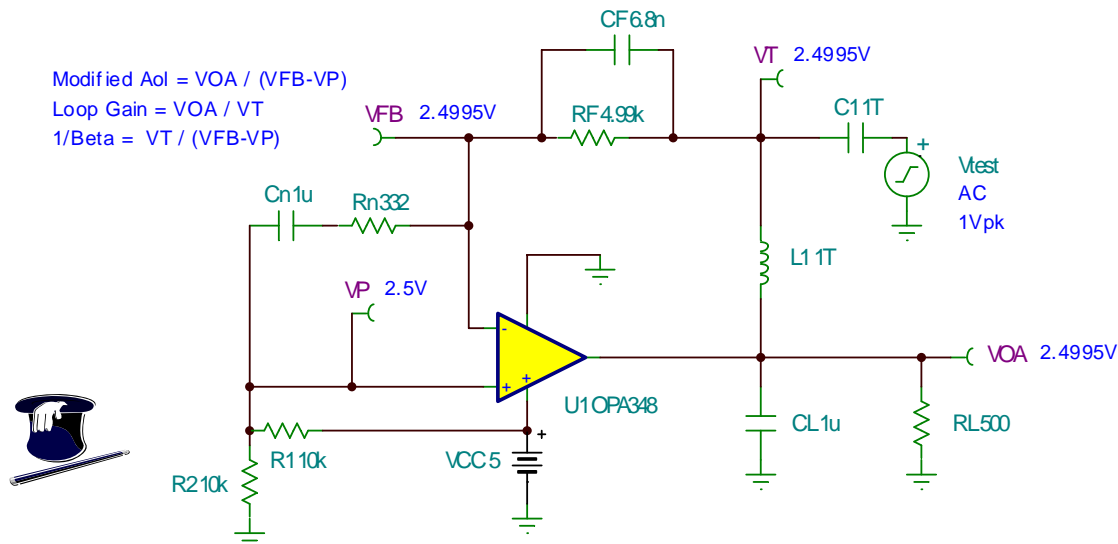 CF6.8n
VT 2.4995V
Modified Aol = VOA / (VFB-VP)
Loop Gain = VOA / VT
1/Beta = VT / (VFB-VP)
VFB 2.4995V
RF4.99k
C11T
+
Vtest
AC
1Vpk
Cn1u
Rn332
L11T
VP 2.5V
-
+
+
VOA 2.4995V
U1OPA348
R110k
+
VCC5
CL1u
RL500
R210k